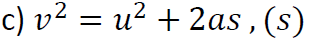 c) v² = u² + 2as , (s)